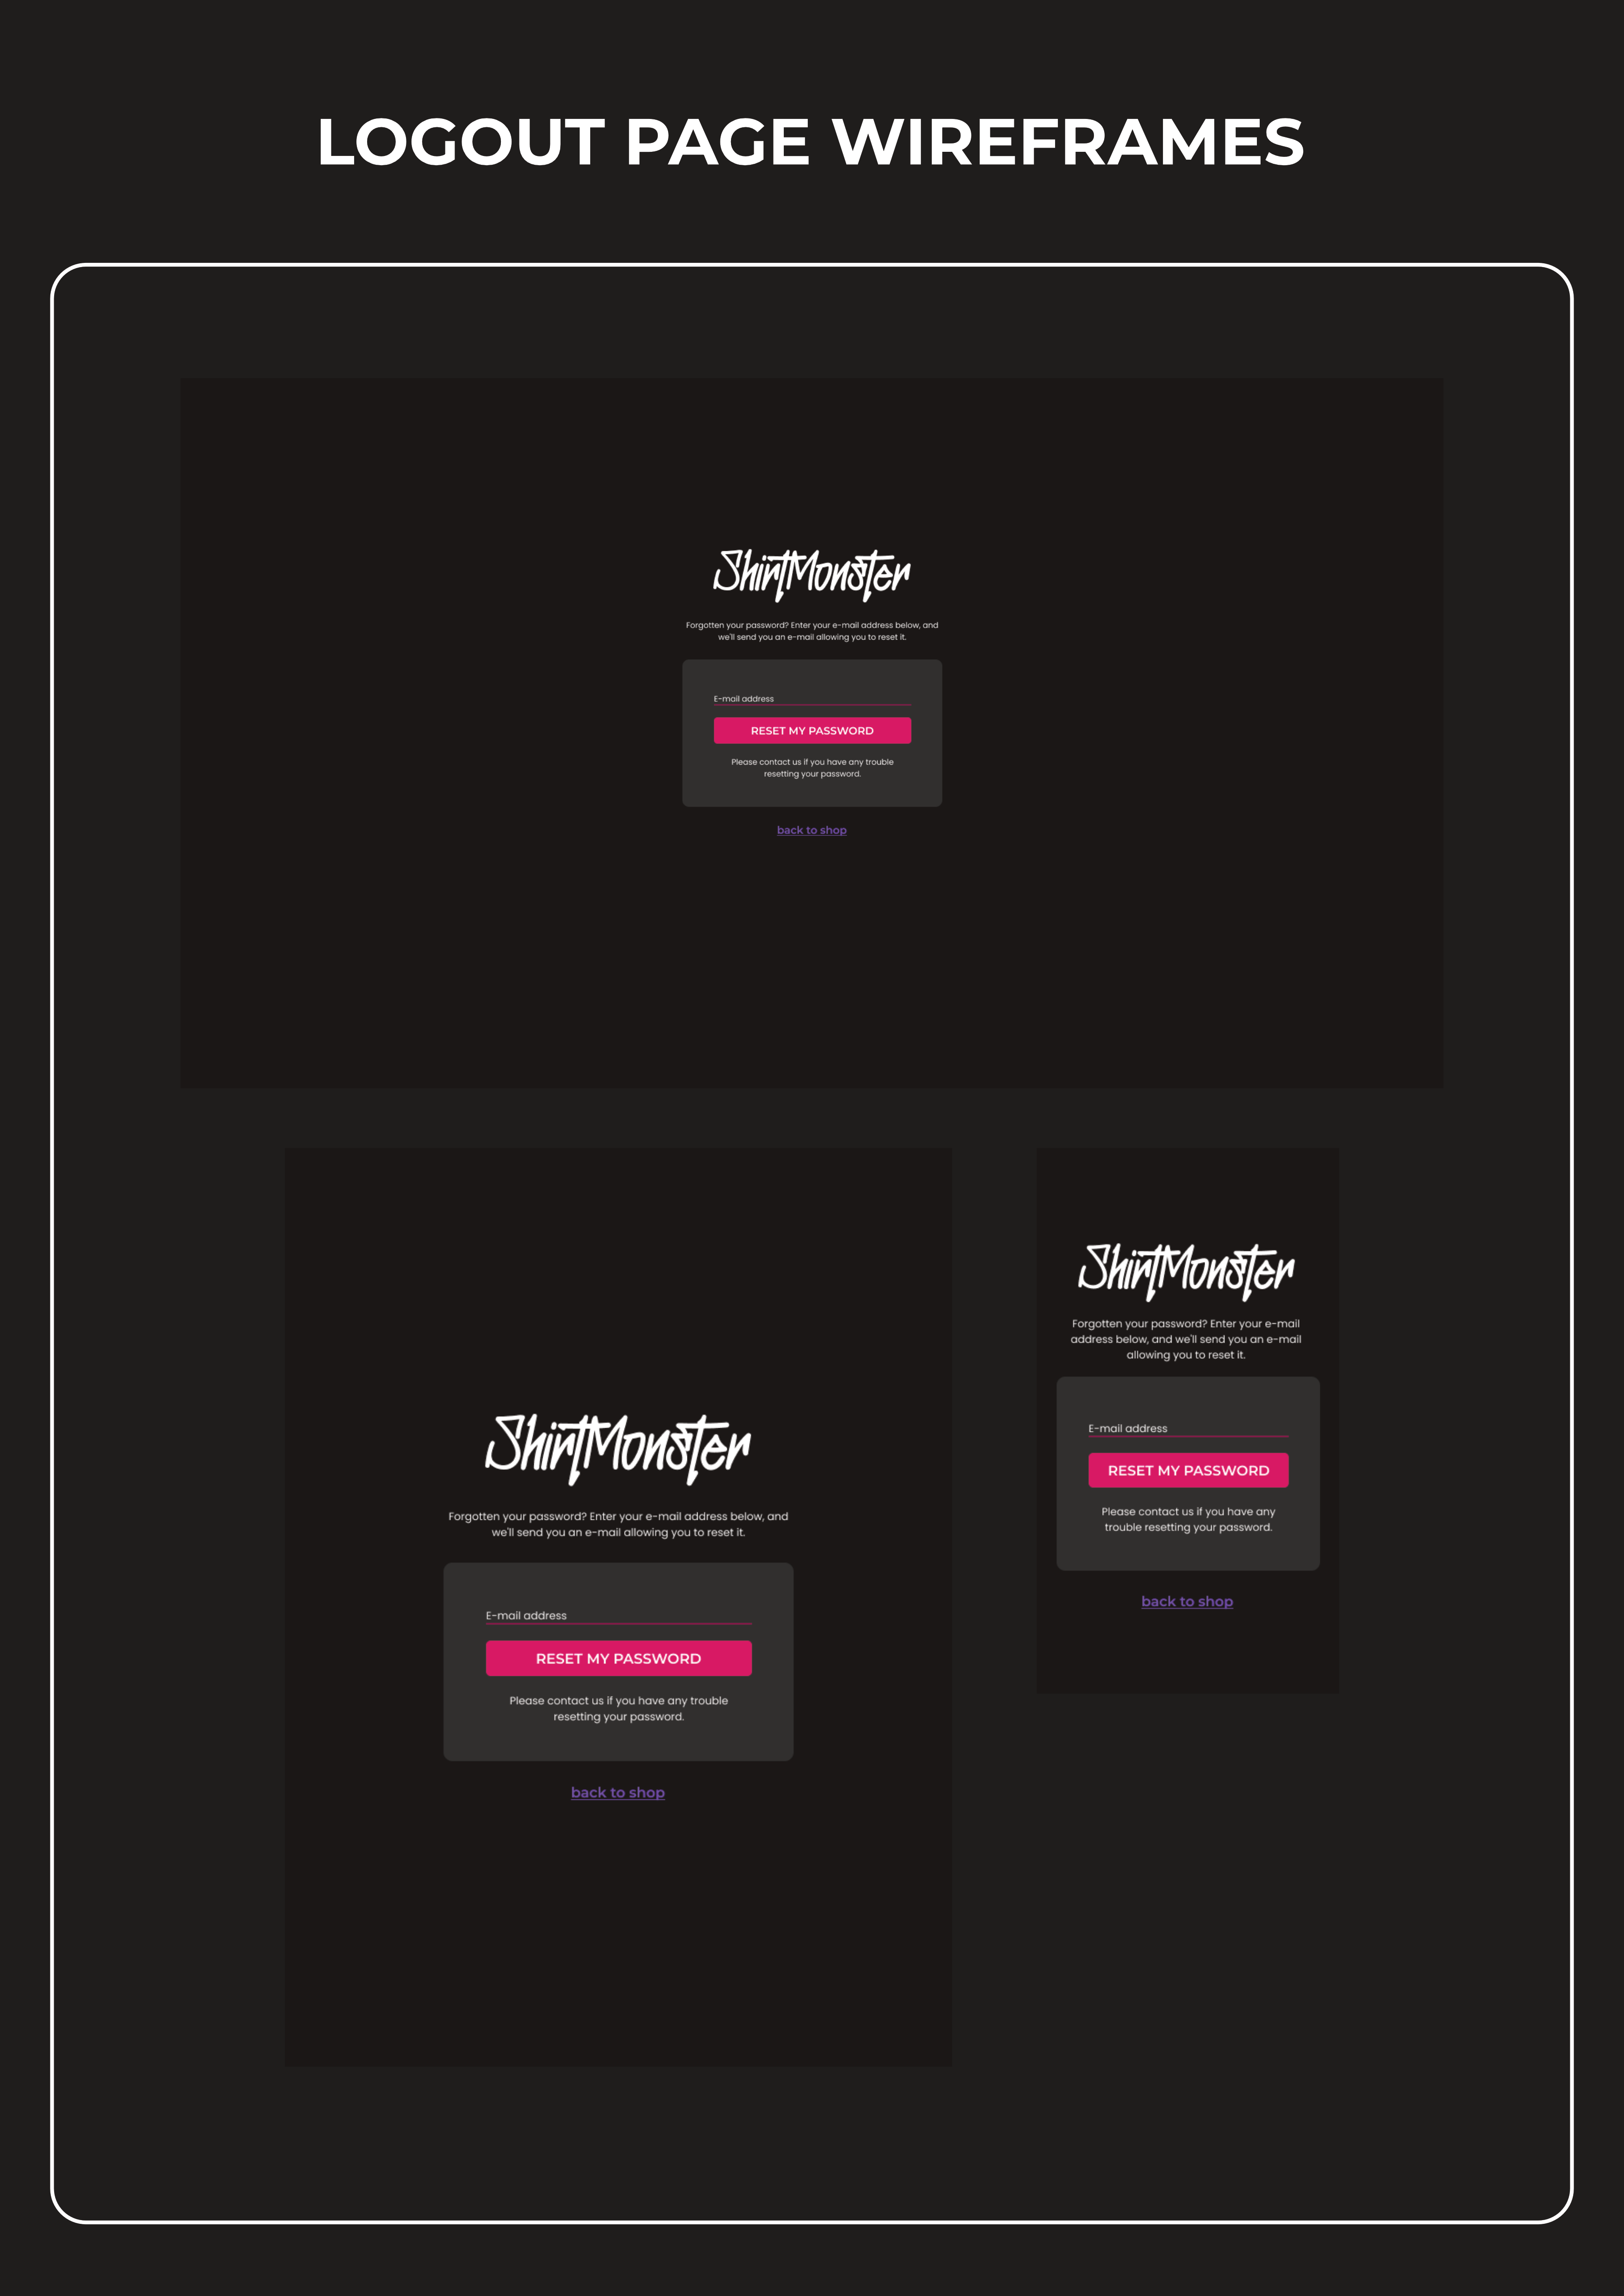 LOGOUT PAGE WIREFRAMES
ShirtMonster
Forgotten your password? Enter your e-mail address below, and
we'll send you an e-mail allowing you to reset it.
E-mail address
RESET MY PASSWORD
Please contact us if you have any trouble
resetting your password.
back to shop
ShirtMonster
Forgotten your password? Enter your e-mail address below, and
we'll send you an e-mail allowing you to reset it.
E-mail address
RESET MY PASSWORD
Please contact us if you have any trouble
resetting your password.
back to shop
ShirtMonster
Forgotten your password? Enter your e-mail
address below, and we'll send you an e-mail
allowing you to reset it.
E-mail address
RESET MY PASSWORD
Please contact us if you have any
trouble resetting your password.
back to shop